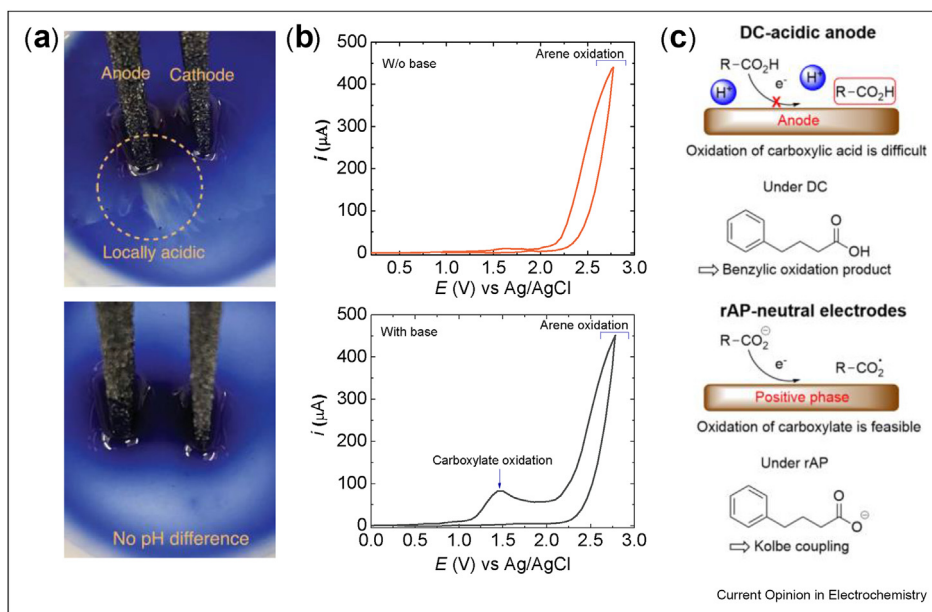 (a)
Anode Cathode
Locally acidic
No pH difference
(b)
500
W/o base
Arene oxidation
400
300
i (μA)
200
100
0
0.5 1.0 1.5 2.0 2.5 3.0
E (V) vs Ag/AgCl
500
With base
Arene oxidation
400
300
i (μA)
200
Carboxylate oxidation
100
0
0.0 0.5 1.0 1.5 2.0 2.5 3.0
E (V) vs Ag/AgCl
(c)
DC-acidic anode
R-CO2H
e-
H+
X
H+
R-CO2H
Anode
Oxidation of carboxylic acid is difficult
Under DC
O
OH
⇨ Benzylic oxidation product
rAP-neutral electrodes
R-CO2⊖
e-
R-CO2•
Positive phase
Oxidation of carboxylate is feasible
Under rAP
O
O⊖
⇨ Kolbe coupling
Current Opinion in Electrochemistry